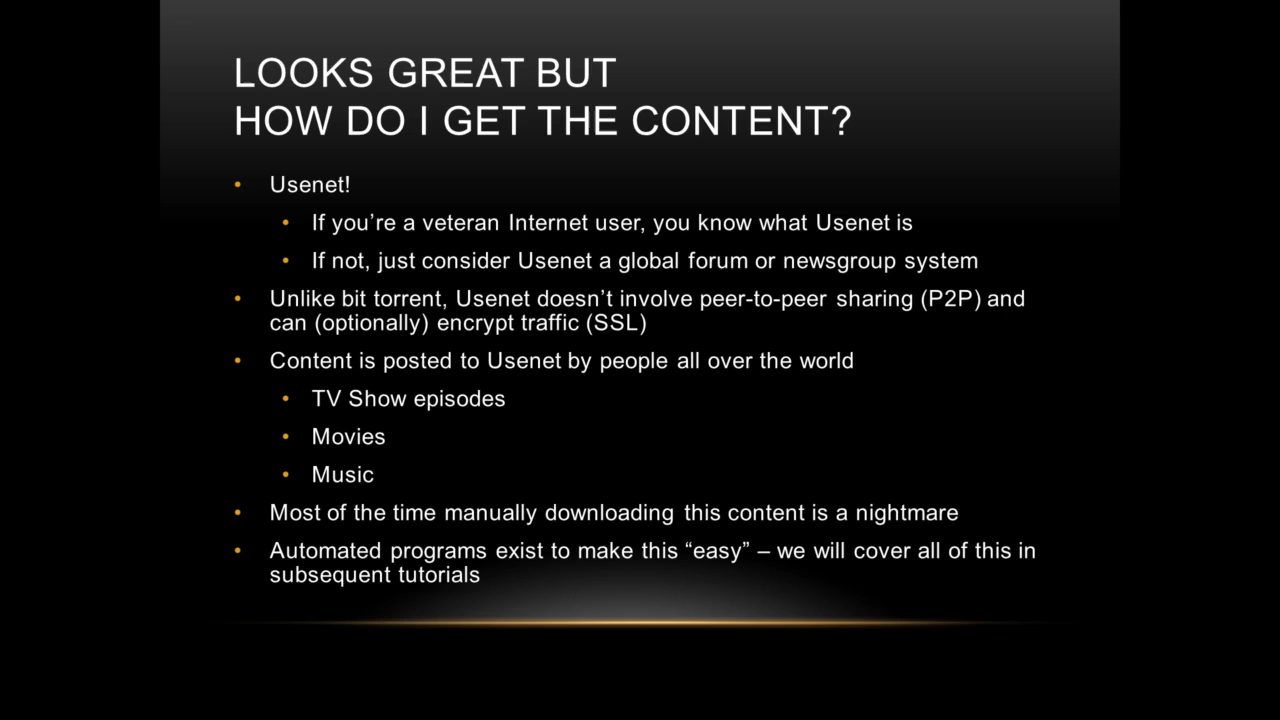 LOOKS GREAT BUT
HOW DO I GET THE CONTENT?
• Usenet!
• If you’re a veteran Internet user, you know what Usenet is
• If not, just consider Usenet a global forum or newsgroup system
• Unlike bit torrent, Usenet doesn’t involve peer-to-peer sharing (P2P) and
can (optionally) encrypt traffic (SSL)
• Content is posted to Usenet by people all over the world
• TV Show episodes
• Movies
• Music
• Most of the time manually downloading this content is a nightmare
• Automated programs exist to make this “easy” – we will cover all of this in
subsequent tutorials